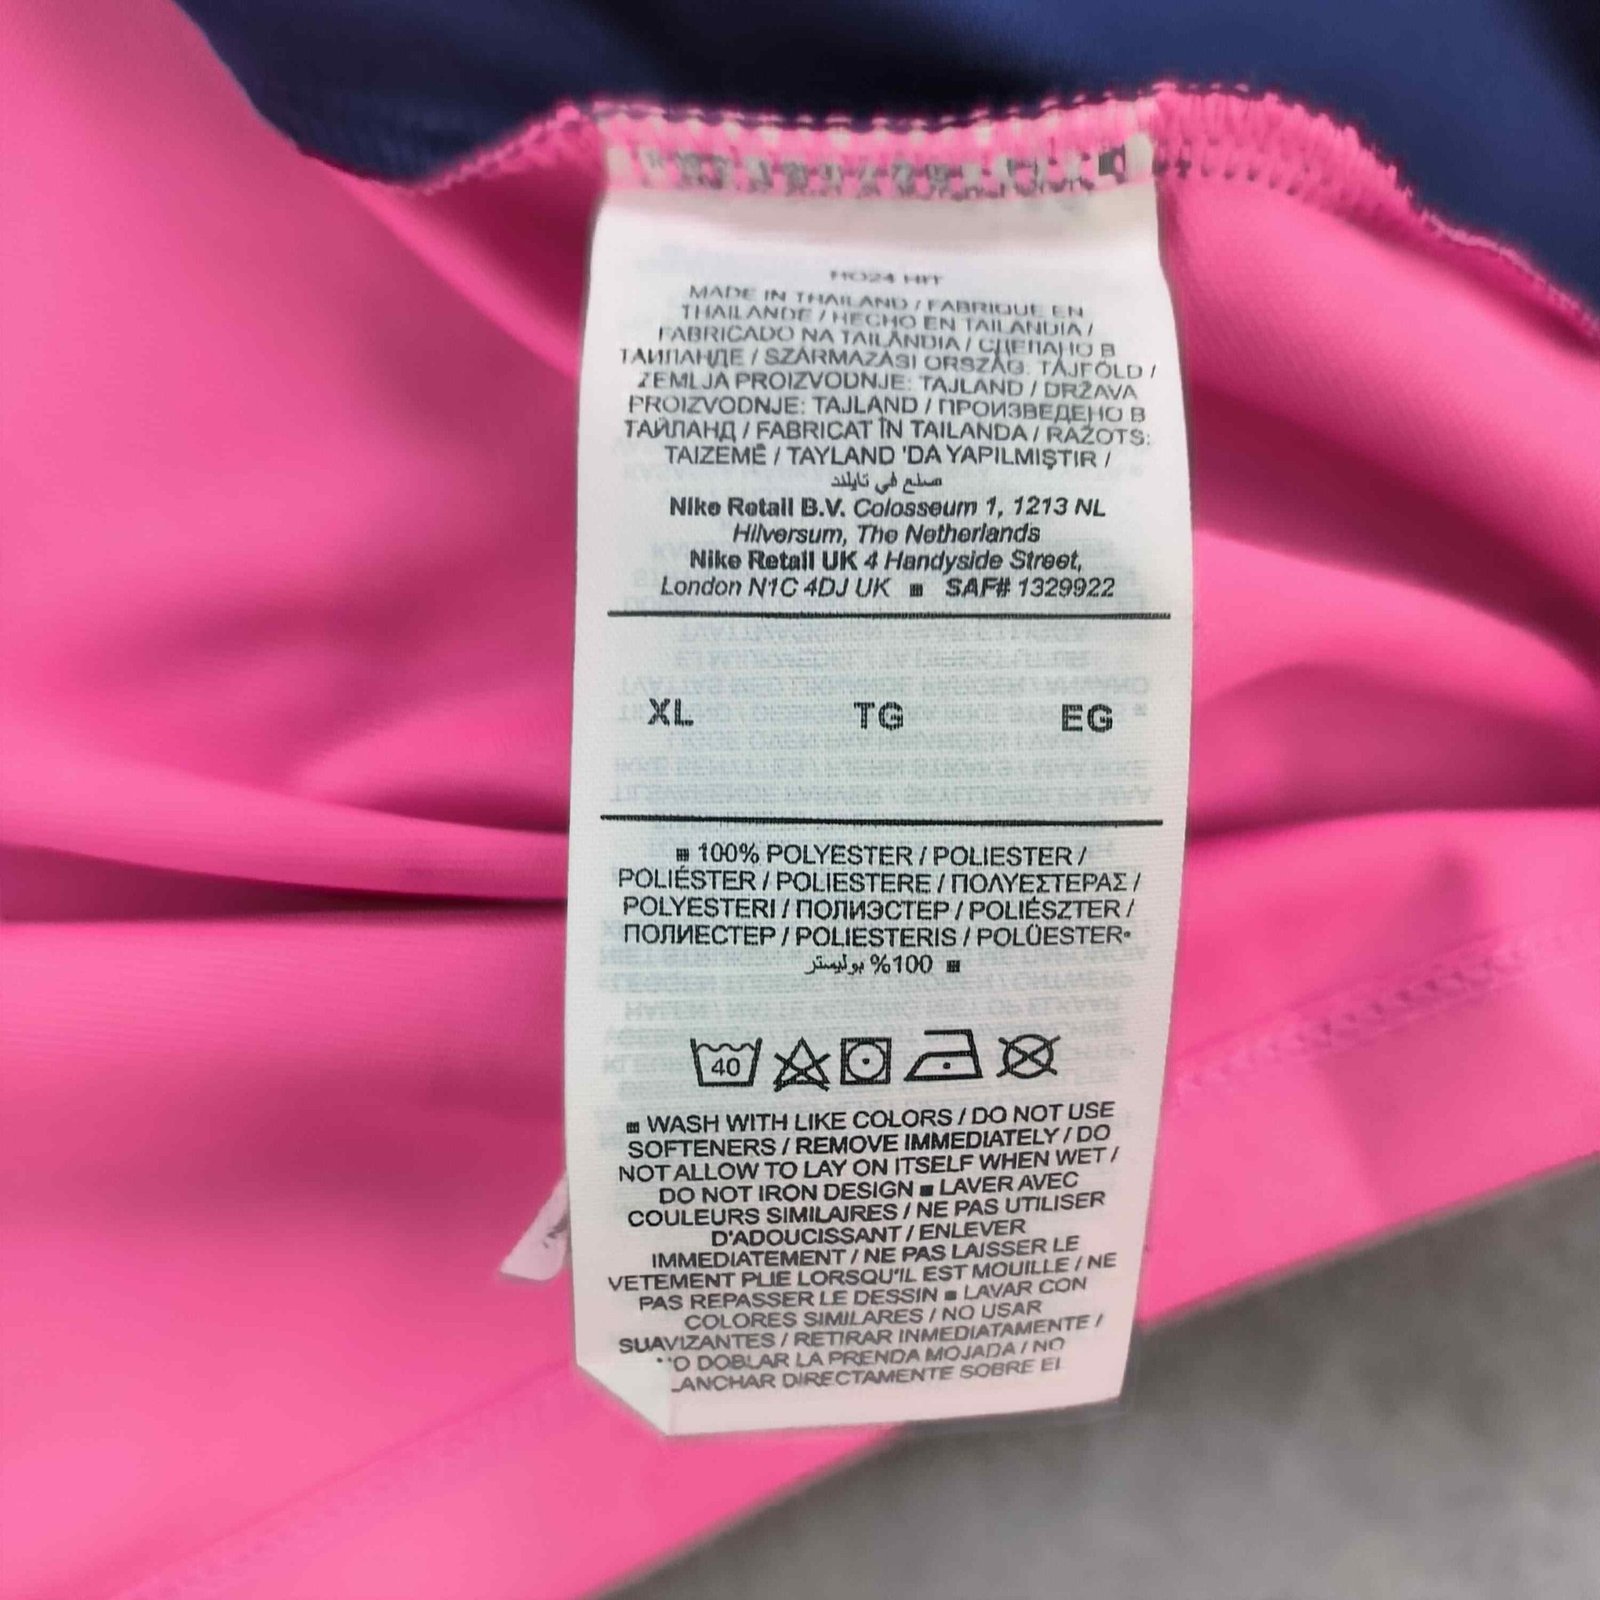 HO24 HIT
MADE IN THAILAND / FABRIQUE EN
THAILANDE / HECHO EN TAILANDIA /
FABRICADO NA TAILÂNDIA / СДЕЛАНО В
ТАИЛАНДЕ / SZÁRMAZÁSI ORSZÁG: TAJFÖLD /
ZEMLJA PROIZVODNJE: TAJLAND / DRŽAVA
PROIZVODNJE: TAJLAND / ПРОИЗВЕДЕНО В
ТАЙЛАНД / FABRICAT ÎN TAILANDA / RAŽOTS:
TAIZEMĒ / TAYLAND 'DA YAPILMIŞTIR /
صنع في تايلند
Nike Retail B.V. Colosseum 1, 1213 NL
Hilversum, The Netherlands
Nike Retail UK 4 Handyside Street,
London N1C 4DJ UK SAF# 1329922
XL TG EG
100% POLYESTER / POLIESTER /
POLIÉSTER / POLIESTERE / ΠΟΛΥΕΣΤΕΡΑΣ /
POLYESTERI / ПОЛИЭСТЕР / POLIÉSZTER /
ПОЛИЕСТЕР / POLIESTERIS / POLÜESTER•
100% بوليستر
40
WASH WITH LIKE COLORS / DO NOT USE
SOFTENERS / REMOVE IMMEDIATELY / DO
NOT ALLOW TO LAY ON ITSELF WHEN WET /
DO NOT IRON DESIGN ■ LAVER AVEC
COULEURS SIMILAIRES / NE PAS UTILISER
D'ADOUCISSANT / ENLEVER
IMMEDIATEMENT / NE PAS LAISSER LE
VETEMENT PLIE LORSQU'IL EST MOUILLE / NE
PAS REPASSER LE DESSIN ■ LAVAR CON
COLORES SIMILARES / NO USAR
SUAVIZANTES / RETIRAR INMEDIATAMENTE /
NO DOBLAR LA PRENDA MOJADA / NO
DIRECTAMENTE SOBRE EL